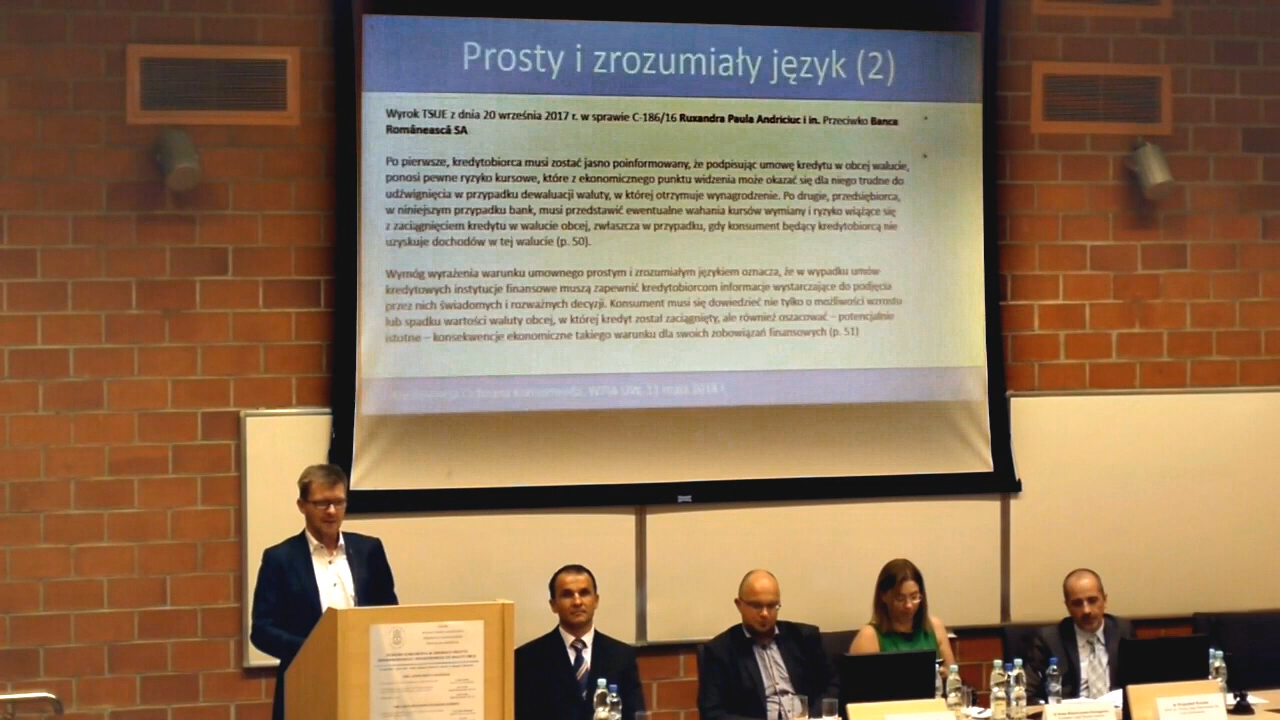 Prosty i zrozumiały język (2)
Wyrok TSUE z dnia 20 września 2017 r. w sprawie C-186/16 Ruxandra Paula Andriciuc i in. Przeciwko Banca
Românească SA
Po pierwsze, kredytobiorca musi zostać jasno poinformowany, że podpisując umowę kredytu w obcej walucie,
ponosi pewne ryzyko kursowe, które z ekonomicznego punktu widzenia może okazać się dla niego trudne do
udźwignięcia w przypadku dewaluacji waluty, w której otrzymuje wynagrodzenie. Po drugie, przedsiębiorca,
w niniejszym przypadku bank, musi przedstawić ewentualne wahania kursów wymiany i ryzyko wiążące się
z zaciągnięciem kredytu w walucie obcej, zwłaszcza w przypadku, gdy konsument będący kredytobiorcą nie
uzyskuje dochodów w tej walucie (p. 50).
Wymóg wyrażenia warunku umownego prostym i zrozumiałym językiem oznacza, że w wypadku umów
kredytowych instytucje finansowe muszą zapewnić kredytobiorcom informacje wystarczające do podjęcia
przez nich świadomych i rozważnych decyzji. Konsument musi się dowiedzieć nie tylko o możliwości wzrostu
lub spadku wartości waluty obcej, w której kredyt został zaciągnięty, ale również oszacować – potencjalnie
istotne – konsekwencje ekonomiczne takiego warunku dla swoich zobowiązań finansowych (p. 51)